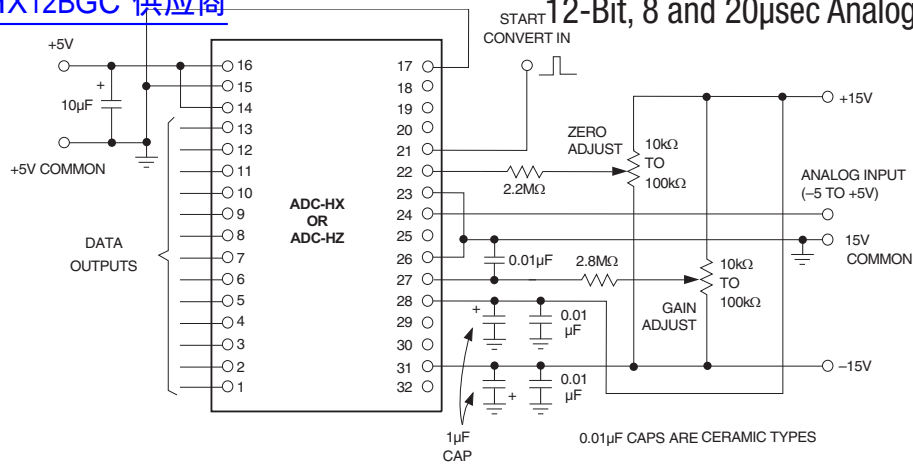 HX12BGC 供应商
12-Bit, 8 and 20µsec Analog
START
CONVERT IN
+5V
+
10µF
+5V COMMON
DATA
OUTPUTS
16
15
14
13
12
11
10
9
8
7
6
5
4
3
2
1
ADC-HX
OR
ADC-HZ
17
18
19
20
21
22
23
24
25
26
27
28
29
30
31
32
ZERO
ADJUST
2.2MΩ
10kΩ
TO
100kΩ
+15V
ANALOG INPUT
(–5 TO +5V)
15V
COMMON
0.01µF
2.8MΩ
10kΩ
TO
100kΩ
GAIN
ADJUST
+
0.01
µF
–15V
+
0.01
µF
1µF
CAP
0.01µF CAPS ARE CERAMIC TYPES